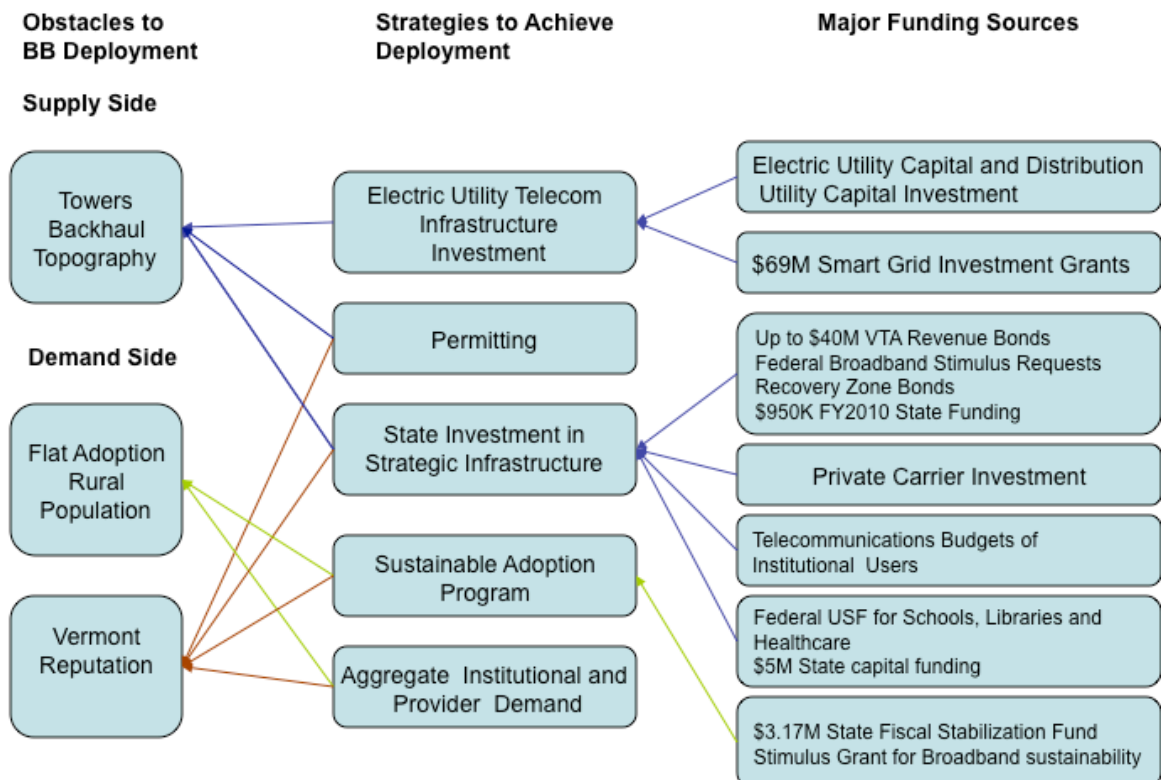 Obstacles to
BB Deployment
Strategies to Achieve
Deployment
Major Funding Sources
Supply Side
Towers
Backhaul
Topography
Demand Side
Flat Adoption
Rural
Population
Vermont
Reputation
Electric Utility Telecom
Infrastructure
Investment
Permitting
State Investment in
Strategic Infrastructure
Sustainable Adoption
Program
Aggregate Institutional and
Provider Demand
Electric Utility Capital and Distribution
Utility Capital Investment
$69M Smart Grid Investment Grants
Up to $40M VTA Revenue Bonds
Federal Broadband Stimulus Requests
Recovery Zone Bonds
$950K FY2010 State Funding
Private Carrier Investment
Telecommunications Budgets of
Institutional Users
Federal USF for Schools, Libraries and
Healthcare
$5M State capital funding
$3.17M State Fiscal Stabilization Fund
Stimulus Grant for Broadband sustainability